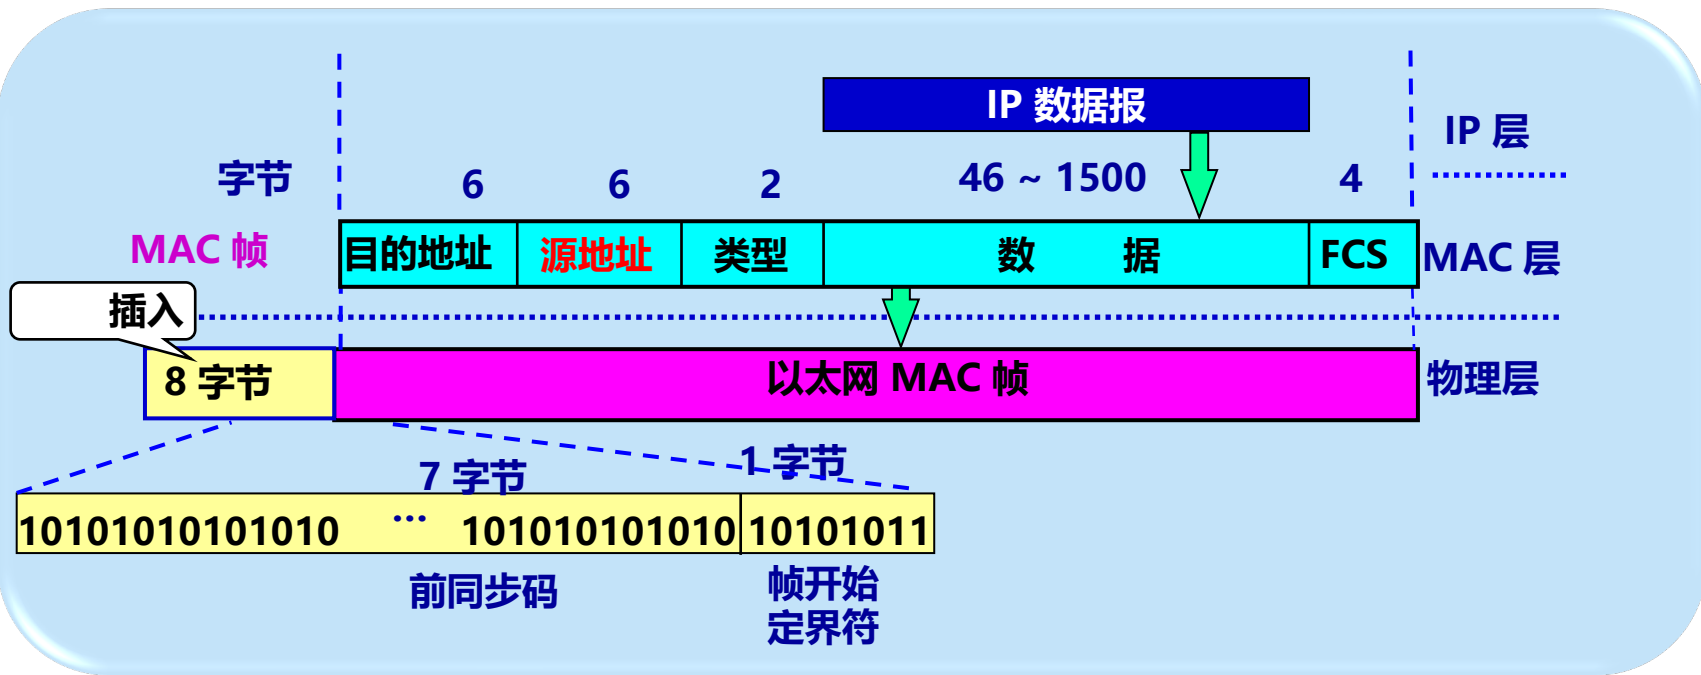 IP 数据报
IP 层
字节 6 6 2 46 ~ 1500 4
MAC 帧
目的地址 源地址 类型 数 据 FCS
MAC 层
插入
8 字节
以太网 MAC 帧
物理层
7 字节
1 字节
10101010101010 ... 101010101010 10101011
前同步码
帧开始
定界符